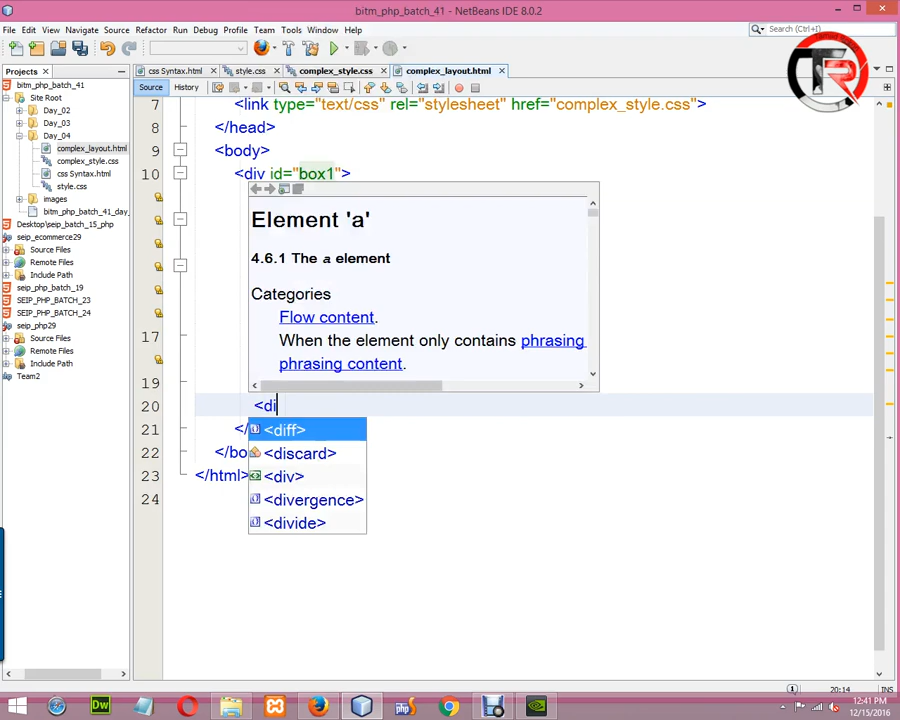 bitm_php_batch_41 - NetBeans IDE 8.0.2
File Edit View Navigate Source Refactor Run Debug Profile Team Tools Window Help
Search (Ctrl+I)
Projects
css Syntax.html
style.css
complex_style.css
complex_layout.html
Source
History
bitm_php_batch_41
Site Root
Day_02
Day_03
Day_04
complex_layout.html
complex_style.css
css Syntax.html
style.css
images
bitm_php_batch_41_day_
Desktop\seip_batch_15_php
seip_ecommerce29
Source Files
Remote Files
Include Path
seip_php_batch_19
SEIP_PHP_BATCH_23
SEIP_PHP_BATCH_24
seip_php29
Source Files
Remote Files
Include Path
Team2
7 <link type="text/css" rel="stylesheet" href="complex_style.css">
8 </head>
9 <body>
10 <div id="box1">
Element 'a'
4.6.1 The a element
Categories
Flow content.
When the element only contains phrasing
phrasing content.
17
19
20 <di
21 </
22 </bo
23 </html>
24
<diff>
<discard>
<div>
<divergence>
<divide>
1
20:14
INS
12:41 PM
12/15/2016